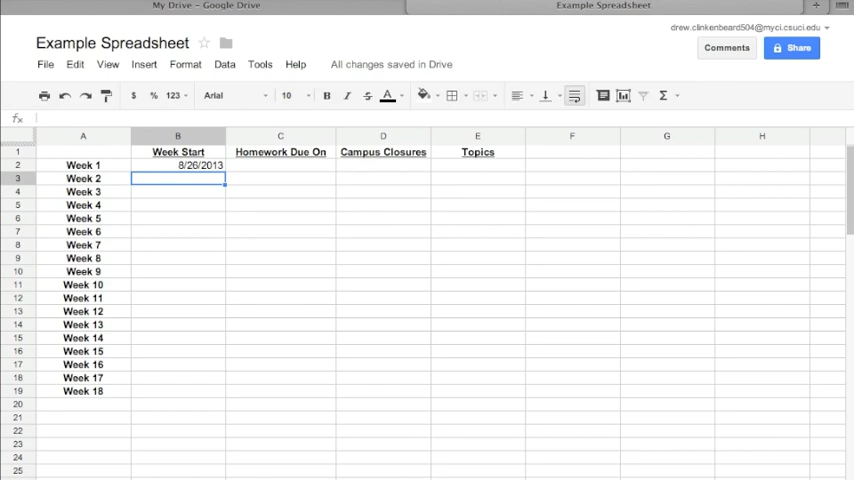 My Drive – Google Drive
Example Spreadsheet
drew.clinkenbeard504@myci.csuci.edu
Example Spreadsheet
Comments
Share
File Edit View Insert Format Data Tools Help All changes saved in Drive
$ % 123 Arial 10 B I S A Σ
fx
A B C D E F G H
1 Week Start Homework Due On Campus Closures Topics
2 Week 1 8/26/2013
3 Week 2
4 Week 3
5 Week 4
6 Week 5
7 Week 6
8 Week 7
9 Week 8
10 Week 9
11 Week 10
12 Week 11
13 Week 12
14 Week 13
15 Week 14
16 Week 15
17 Week 16
18 Week 17
19 Week 18
20
21
22
23
24
25